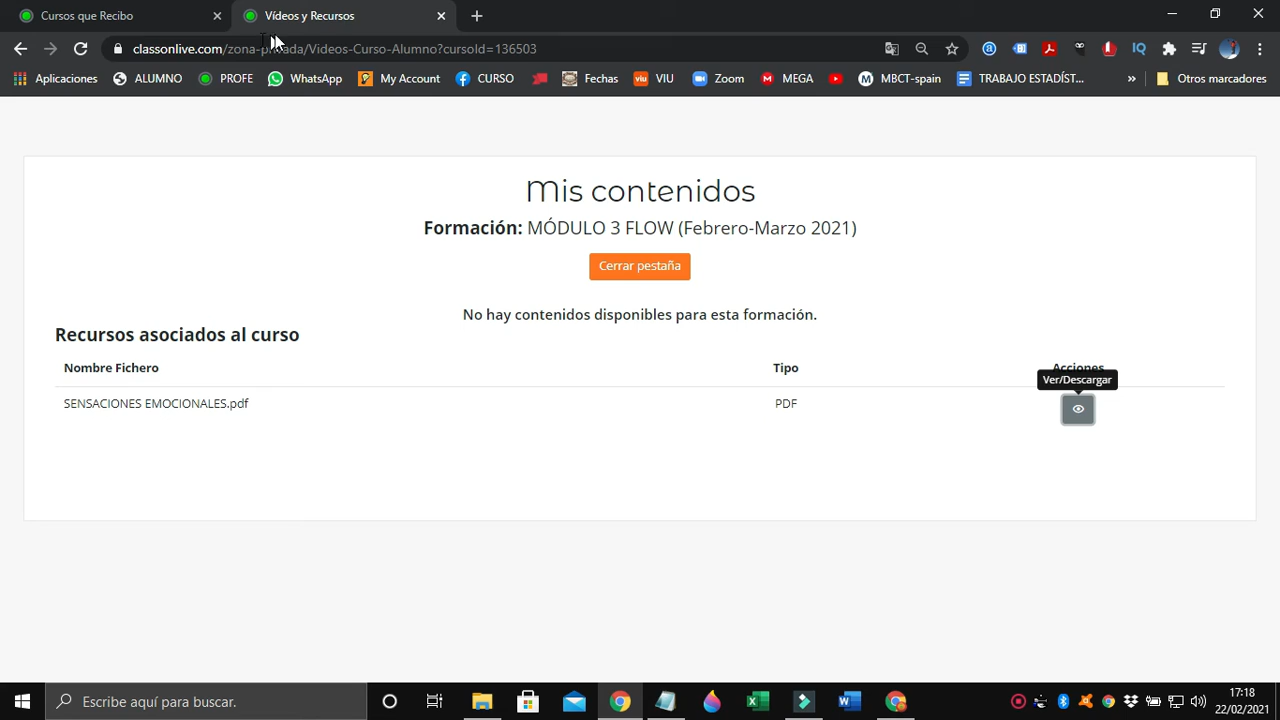 Cursos que Recibo
Vídeos y Recursos
classonlive.com/zona-privada/Videos-Curso-Alumno?cursoId=136503
Aplicaciones
ALUMNO
PROFE
WhatsApp
My Account
CURSO
Fechas
viu VIU
Zoom
MEGA
MBCT-spain
TRABAJO ESTADÍST...
»
Otros marcadores
Mis contenidos
Formación: MÓDULO 3 FLOW (Febrero-Marzo 2021)
Cerrar pestaña
No hay contenidos disponibles para esta formación.
Recursos asociados al curso
Nombre Fichero Tipo Acciones
Ver/Descargar
SENSACIONES EMOCIONALES.pdf PDF
Escribe aquí para buscar.
17:18
22/02/2021